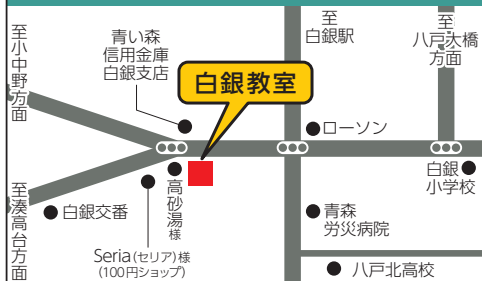 至小中野方面
青い森
信用金庫
白銀支店
至
白銀駅
至
八戸大橋
方面
白銀教室
ローソン
白銀
小学校
高砂湯様
至湊高台方面
白銀交番
Seria(セリア)様
(100円ショップ)
青森
労災病院
八戸北高校